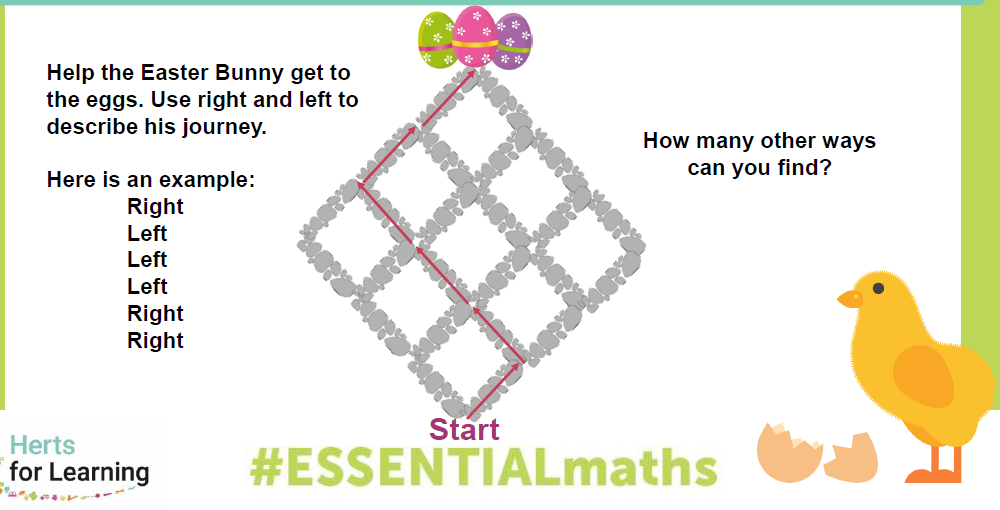 Help the Easter Bunny get to
the eggs. Use right and left to
describe his journey.
Here is an example:
Right
Left
Left
Left
Right
Right
How many other ways
can you find?
Start
Herts
for Learning
#ESSENTIALmaths